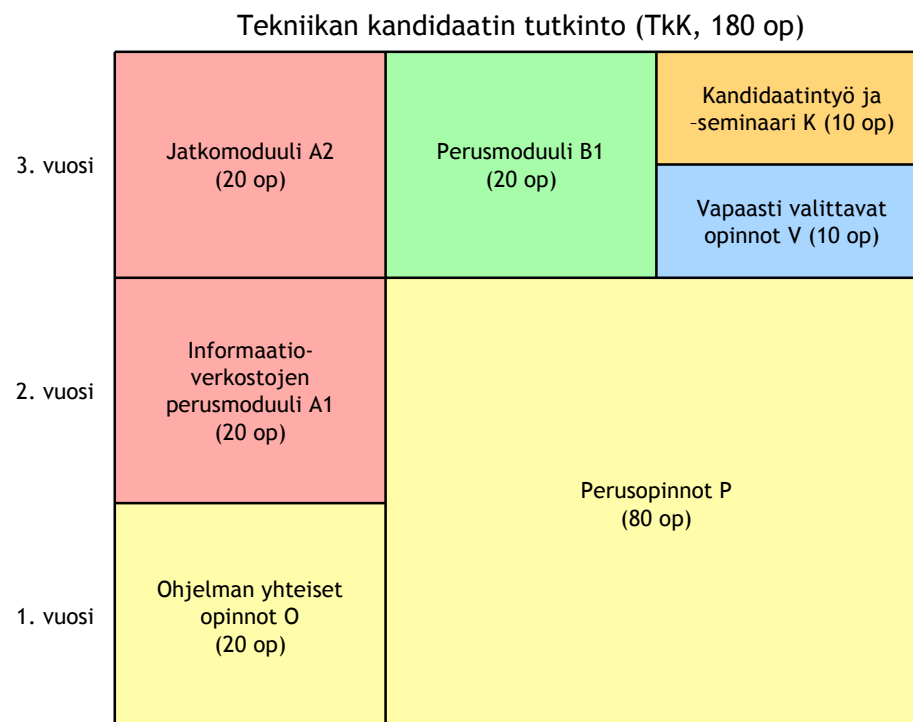 Tekniikan kandidaatin tutkinto (TkK, 180 op)
3. vuosi
Jatkomoduuli A2
(20 op)
Perusmoduuli B1
(20 op)
Kandidaatintyö ja
-seminaari K (10 op)
Vapaasti valittavat
opinnot V (10 op)
2. vuosi
Informaatio-
verkostojen
perusmoduuli A1
(20 op)
Perusopinnot P
(80 op)
1. vuosi
Ohjelman yhteiset
opinnot O
(20 op)